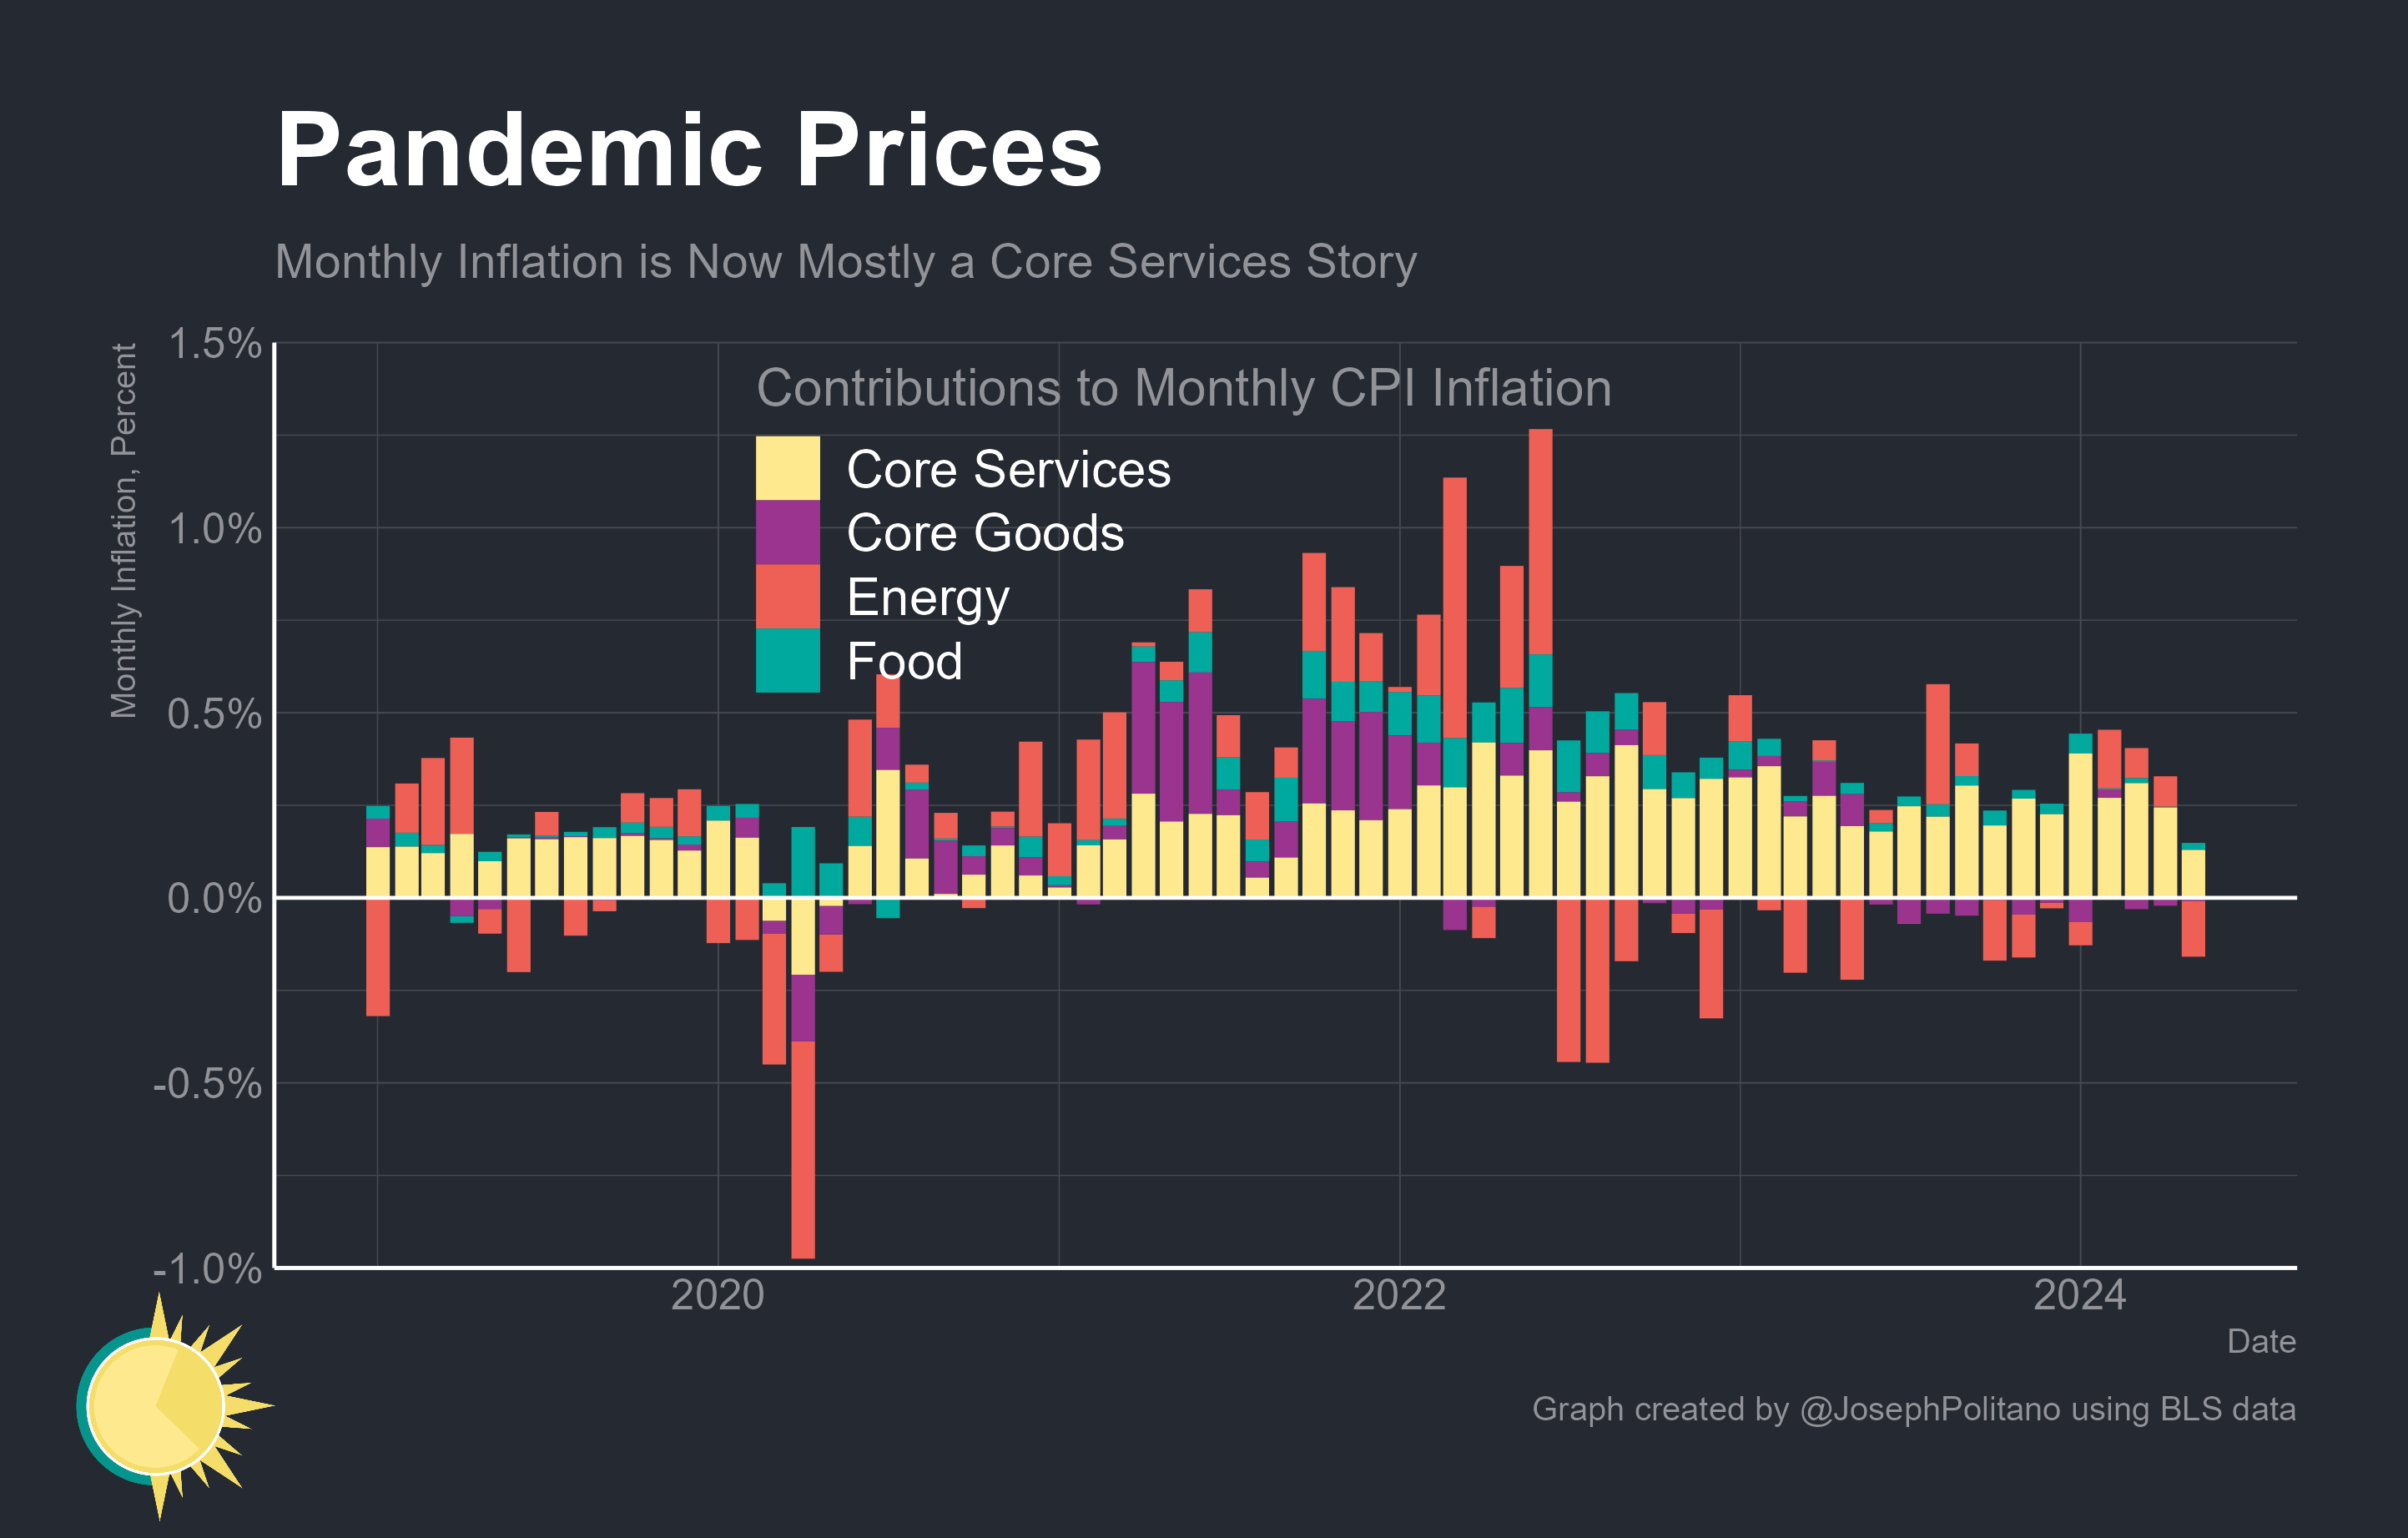 Pandemic Prices
Monthly Inflation is Now Mostly a Core Services Story
Monthly Inflation, Percent
1.5%
1.0%
0.5%
0.0%
-0.5%
-1.0%
Contributions to Monthly CPI Inflation
Core Services
Core Goods
Energy
Food
2020
2022
2024
Date
Graph created by @JosephPolitano using BLS data